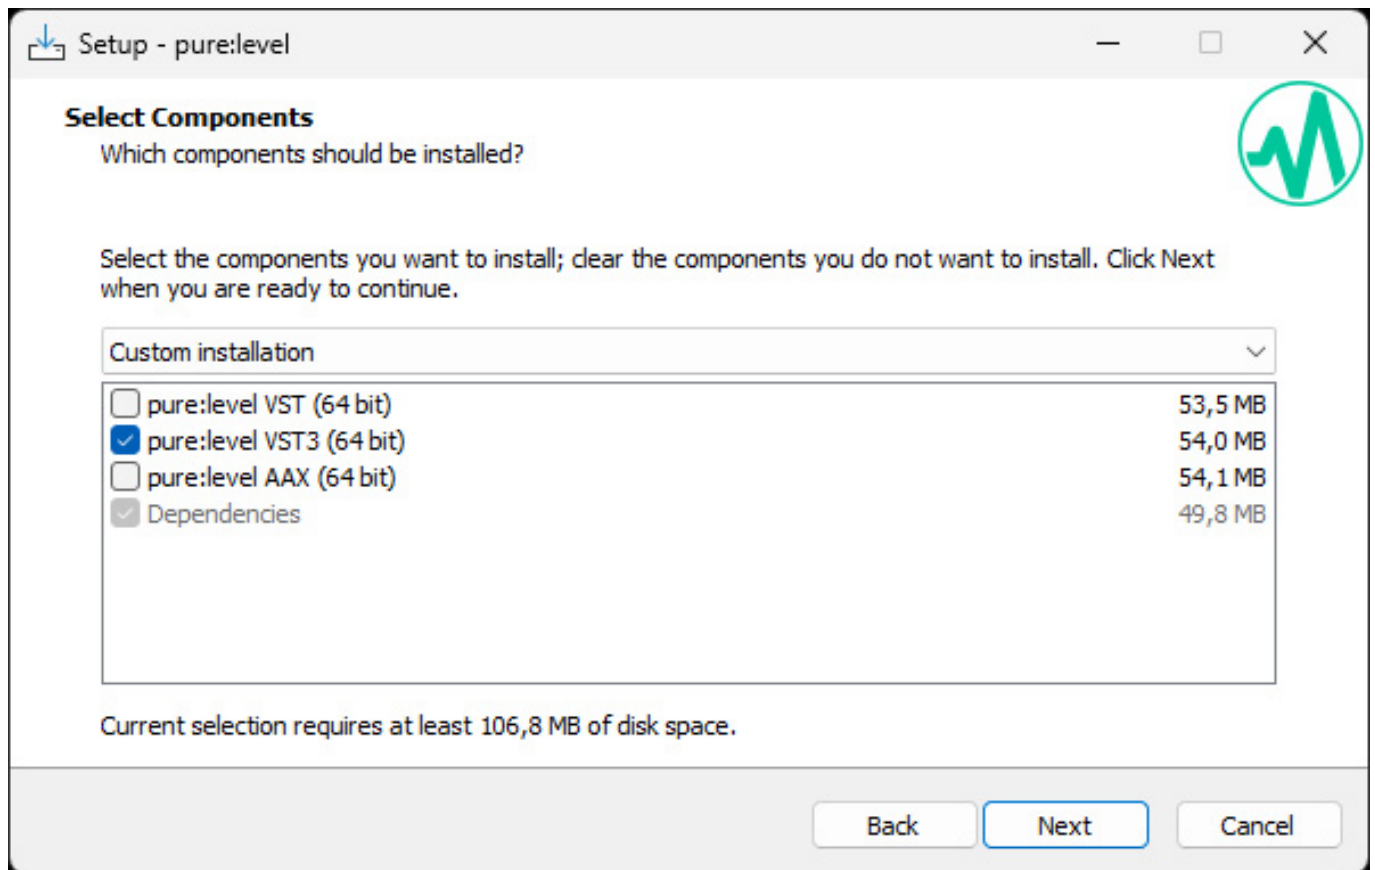 Setup - pure:level
Select Components
Which components should be installed?
Select the components you want to install; clear the components you do not want to install. Click Next
when you are ready to continue.
Custom installation
pure:level VST (64 bit) 53,5 MB
pure:level VST3 (64 bit) 54,0 MB
pure:level AAX (64 bit) 54,1 MB
Dependencies 49,8 MB
Current selection requires at least 106,8 MB of disk space.
Back Next Cancel